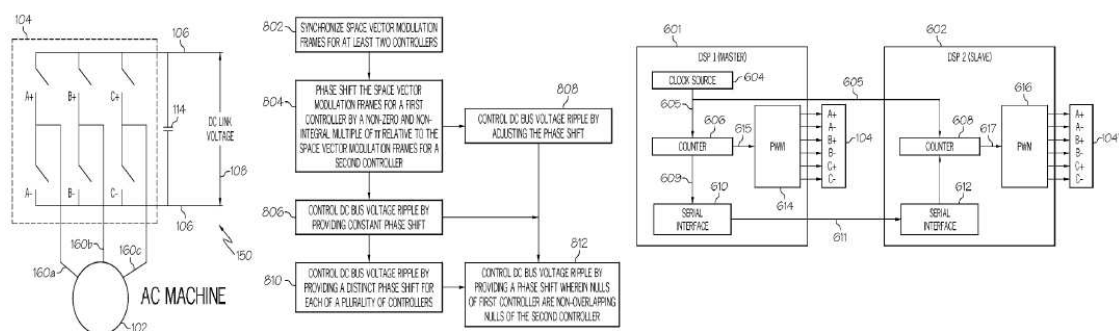 104
106
A+
B+
C+
114
DC LINK
VOLTAGE
108
A-
B-
C-
106
150
160a
160b
160c
AC MACHINE
102
802
SYNCHRONIZE SPACE VECTOR MODULATION
FRAMES FOR AT LEAST TWO CONTROLLERS
804
PHASE SHIFT THE SPACE VECTOR
MODULATION FRAMES FOR A FIRST
CONTROLLER BY A NON-ZERO AND NON-
INTEGRAL MULTIPLE OF π RELATIVE TO THE
SPACE VECTOR MODULATION FRAMES FOR A
SECOND CONTROLLER
808
CONTROL DC BUS VOLTAGE RIPPLE BY
ADJUSTING THE PHASE SHIFT
806
CONTROL DC BUS VOLTAGE RIPPLE BY
PROVIDING CONSTANT PHASE SHIFT
810
CONTROL DC BUS VOLTAGE RIPPLE BY
PROVIDING A DISTINCT PHASE SHIFT FOR
EACH OF A PLURALITY OF CONTROLLERS
812
CONTROL DC BUS VOLTAGE RIPPLE BY
PROVIDING A PHASE SHIFT WHEREIN NULLS
OF FIRST CONTROLLER ARE NON-OVERLAPPING
NULLS OF THE SECOND CONTROLLER
601
DSP 1 (MASTER)
CLOCK SOURCE
604
605
606
COUNTER
615
PWM
614
A+
A-
B+
B-
C+
C-
104
609
610
SERIAL
INTERFACE
611
602
DSP 2 (SLAVE)
605
608
COUNTER
617
616
PWM
A+
A-
B+
B-
C+
C-
104
612
SERIAL
INTERFACE